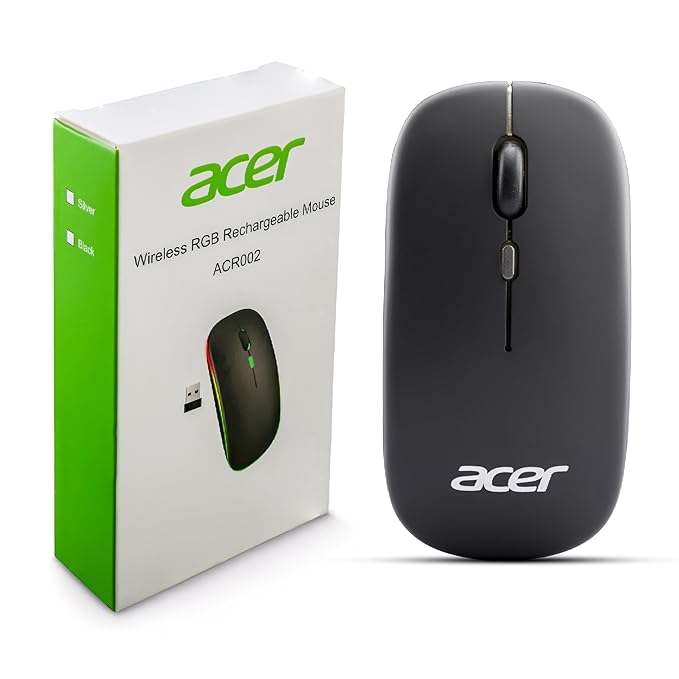 acer
Wireless RGB Rechargeable Mouse
ACR002
Silver
Black
acer